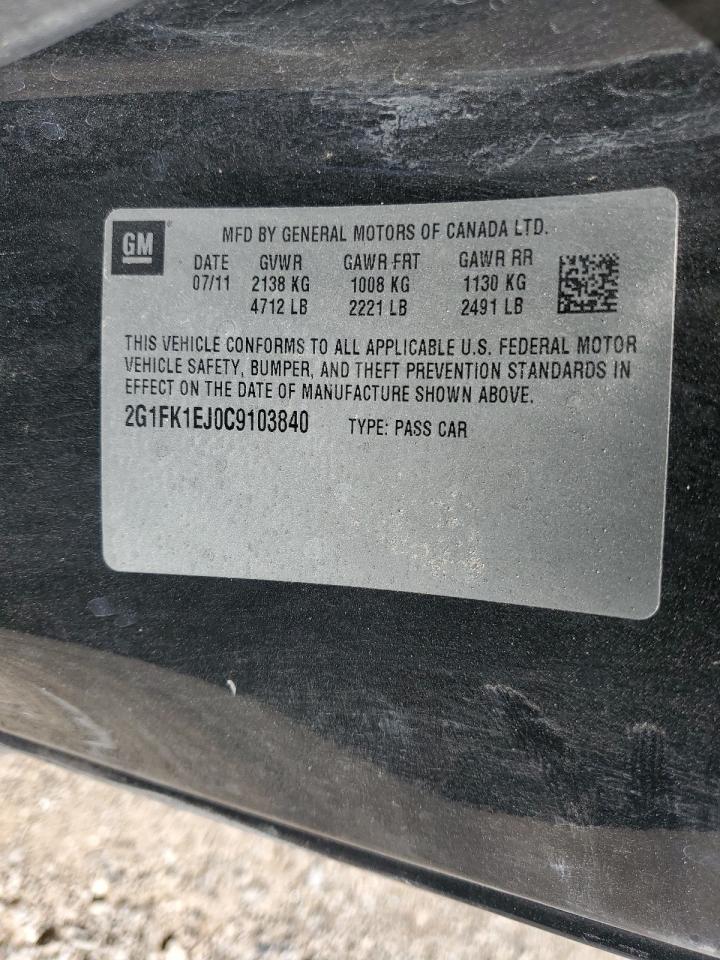 GM®
MFD BY GENERAL MOTORS OF CANADA LTD.
DATE GVWR GAWR FRT GAWR RR
07/11 2138 KG 1008 KG 1130 KG
4712 LB 2221 LB 2491 LB
THIS VEHICLE CONFORMS TO ALL APPLICABLE U.S. FEDERAL MOTOR
VEHICLE SAFETY, BUMPER, AND THEFT PREVENTION STANDARDS IN
EFFECT ON THE DATE OF MANUFACTURE SHOWN ABOVE.
2G1FK1EJ0C9103840 TYPE: PASS CAR